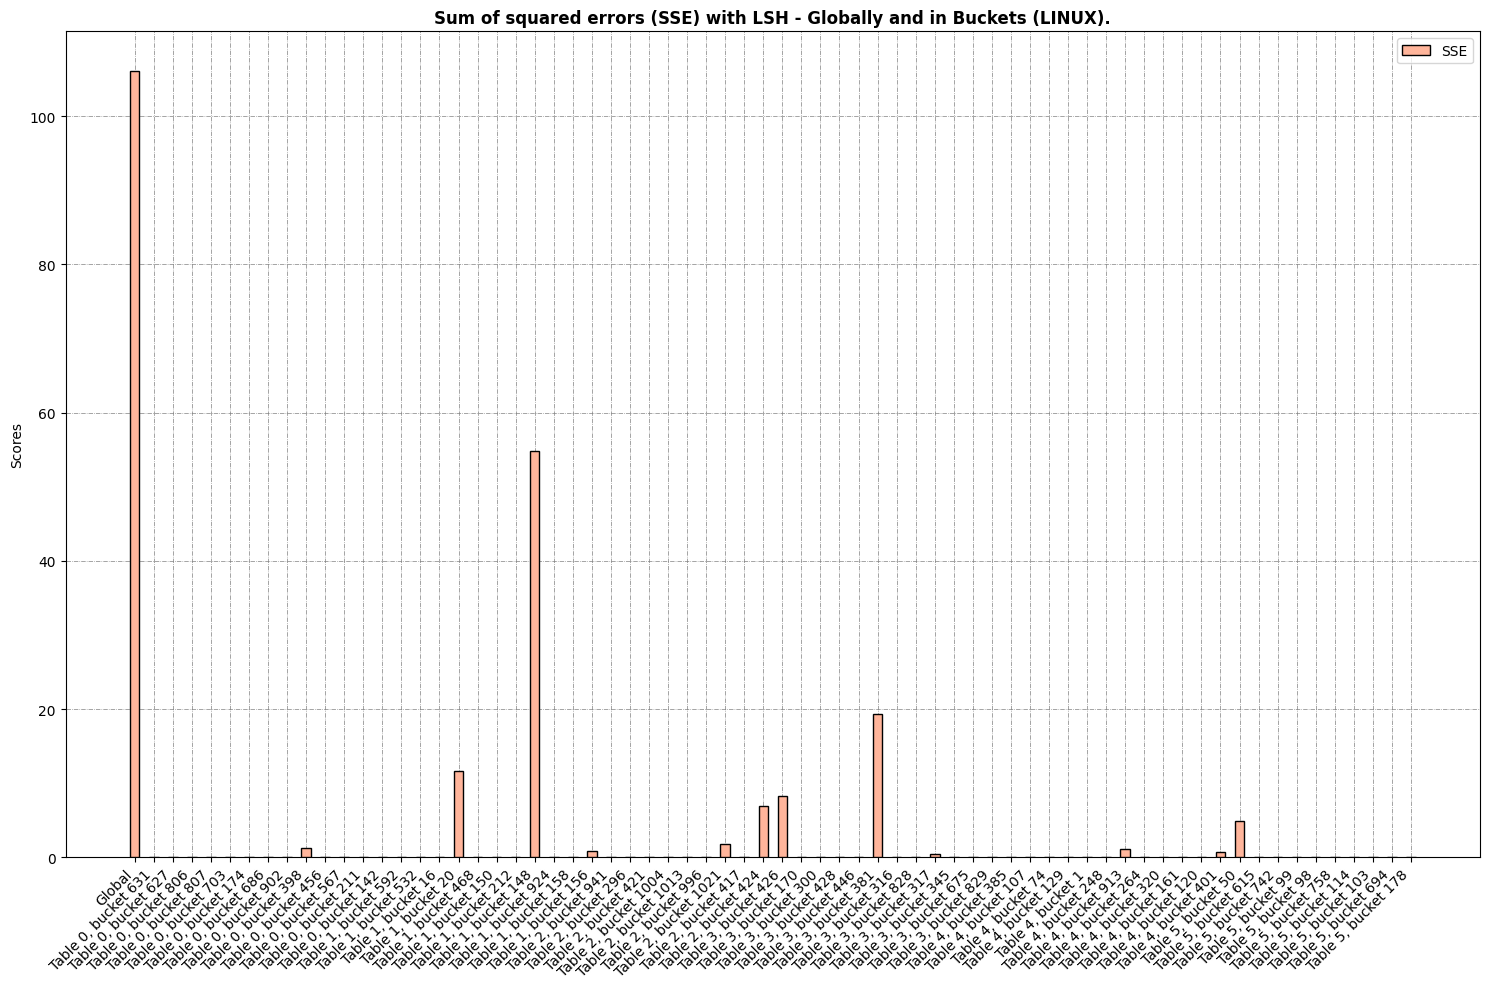 Sum of squared errors (SSE) with LSH - Globally and in Buckets (LINUX).
SSE
Scores
100
80
60
40
20
0
Global
Table 0, bucket 631
Table 0, bucket 627
Table 0, bucket 806
Table 0, bucket 807
Table 0, bucket 703
Table 0, bucket 174
Table 0, bucket 686
Table 0, bucket 902
Table 0, bucket 398
Table 0, bucket 456
Table 0, bucket 567
Table 0, bucket 211
Table 0, bucket 142
Table 1, bucket 592
Table 1, bucket 532
Table 1, bucket 16
Table 1, bucket 20
Table 1, bucket 468
Table 1, bucket 150
Table 1, bucket 212
Table 1, bucket 148
Table 1, bucket 924
Table 1, bucket 158
Table 2, bucket 156
Table 2, bucket 941
Table 2, bucket 296
Table 2, bucket 421
Table 2, bucket 1004
Table 2, bucket 1013
Table 2, bucket 996
Table 2, bucket 1021
Table 2, bucket 417
Table 2, bucket 424
Table 3, bucket 426
Table 3, bucket 170
Table 3, bucket 300
Table 3, bucket 428
Table 3, bucket 446
Table 3, bucket 381
Table 3, bucket 316
Table 3, bucket 828
Table 3, bucket 317
Table 3, bucket 345
Table 3, bucket 675
Table 3, bucket 829
Table 4, bucket 385
Table 4, bucket 107
Table 4, bucket 74
Table 4, bucket 129
Table 4, bucket 1
Table 4, bucket 248
Table 4, bucket 913
Table 4, bucket 264
Table 4, bucket 320
Table 4, bucket 161
Table 4, bucket 120
Table 4, bucket 401
Table 5, bucket 50
Table 5, bucket 615
Table 5, bucket 742
Table 5, bucket 99
Table 5, bucket 98
Table 5, bucket 758
Table 5, bucket 114
Table 5, bucket 103
Table 5, bucket 694
Table 5, bucket 178